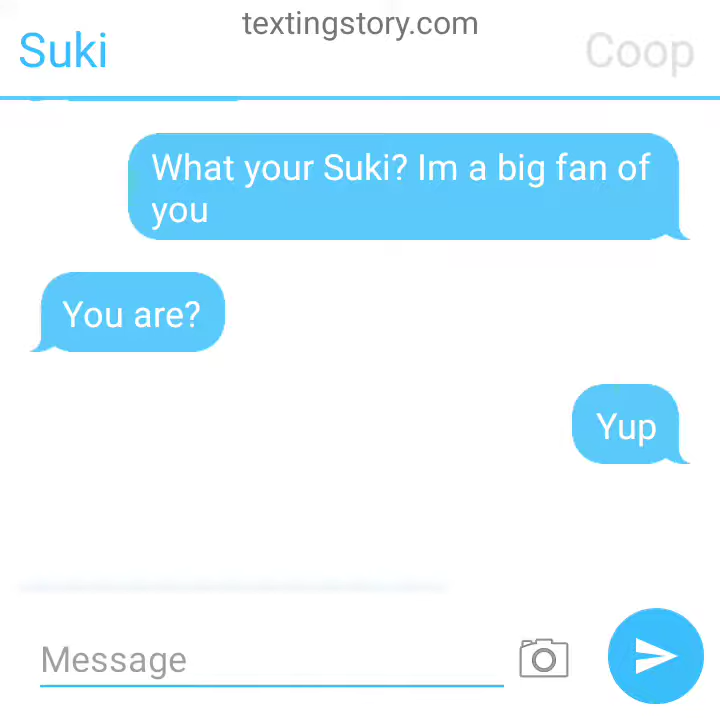 textingstory.com
Suki
Coop
What your Suki? Im a big fan of
you
You are?
Yup
Message